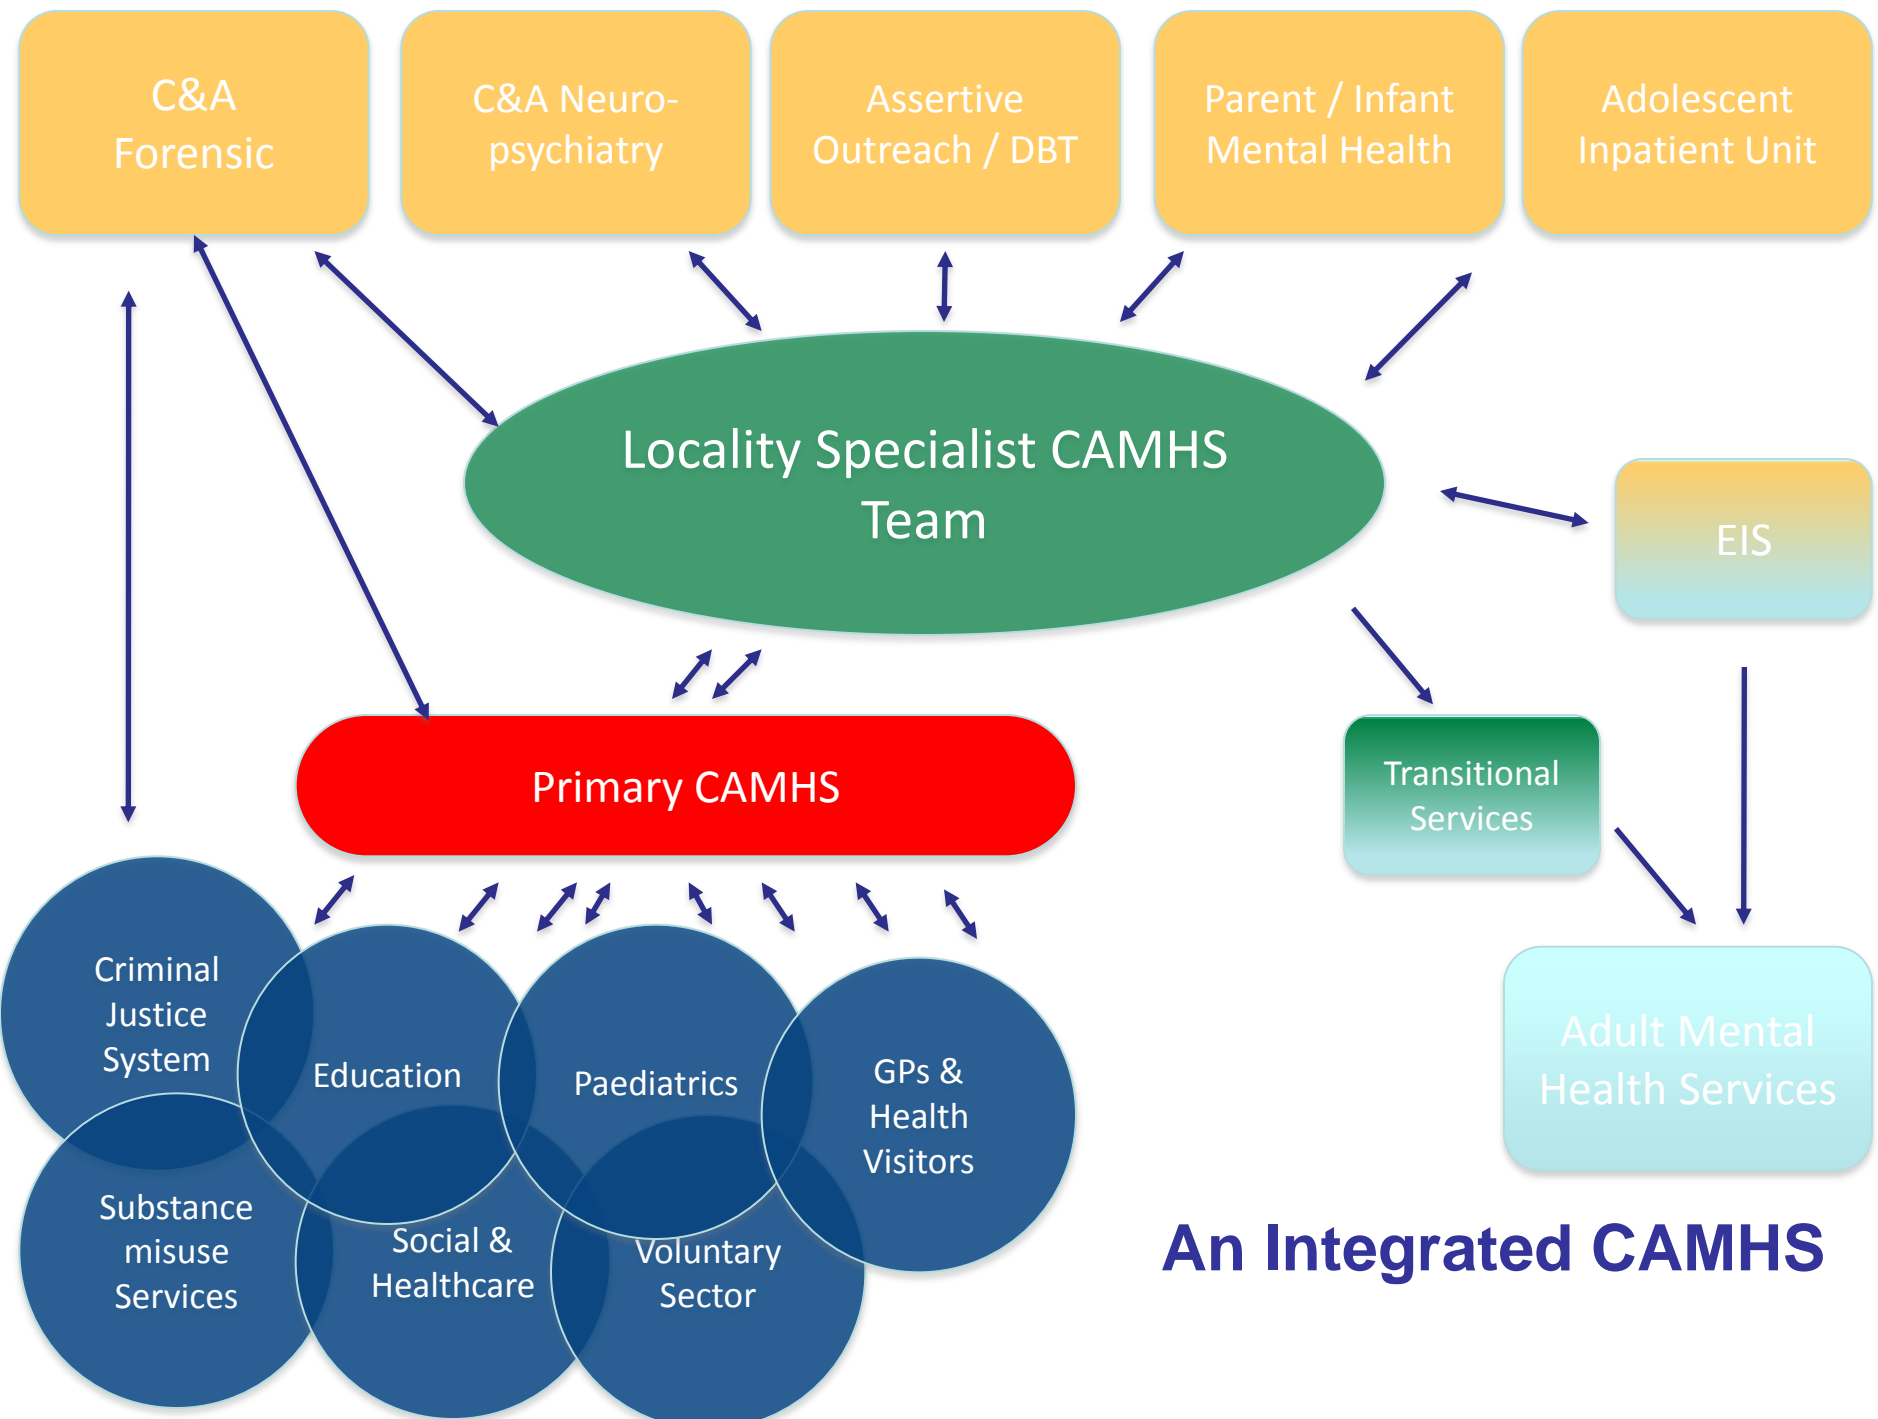 C&A
Forensic
C&A Neuro-
psychiatry
Assertive
Outreach / DBT
Parent / Infant
Mental Health
Adolescent
Inpatient Unit
Locality Specialist CAMHS
Team
EIS
Primary CAMHS
Transitional
Services
Criminal
Justice
System
Education
Paediatrics
GPs &
Health
Visitors
Adult Mental
Health Services
Substance
misuse
Services
Social &
Healthcare
Voluntary
Sector
An Integrated CAMHS